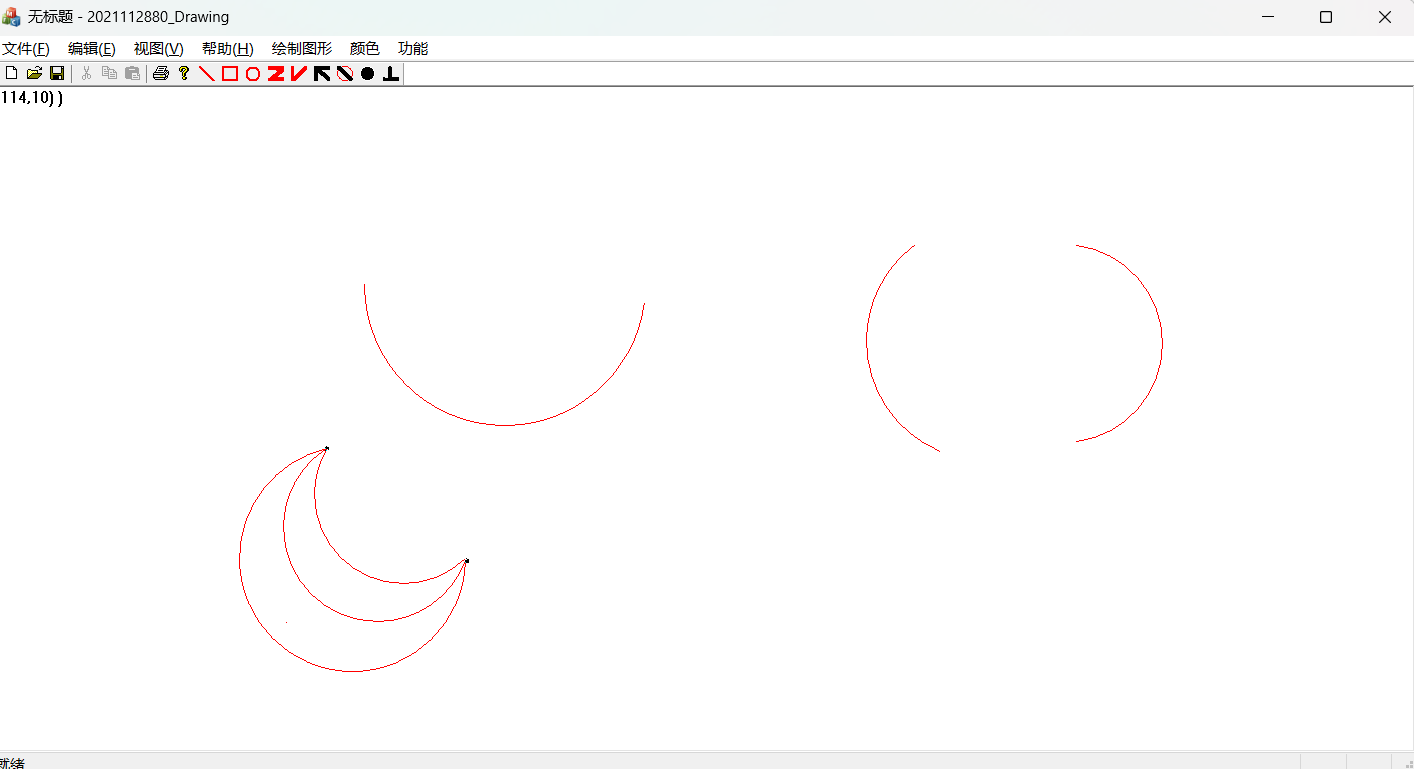 无标题 - 2021112880_Drawing
文件(F) 编辑(E) 视图(V) 帮助(H) 绘制图形 颜色 功能
114,10) )
就绪